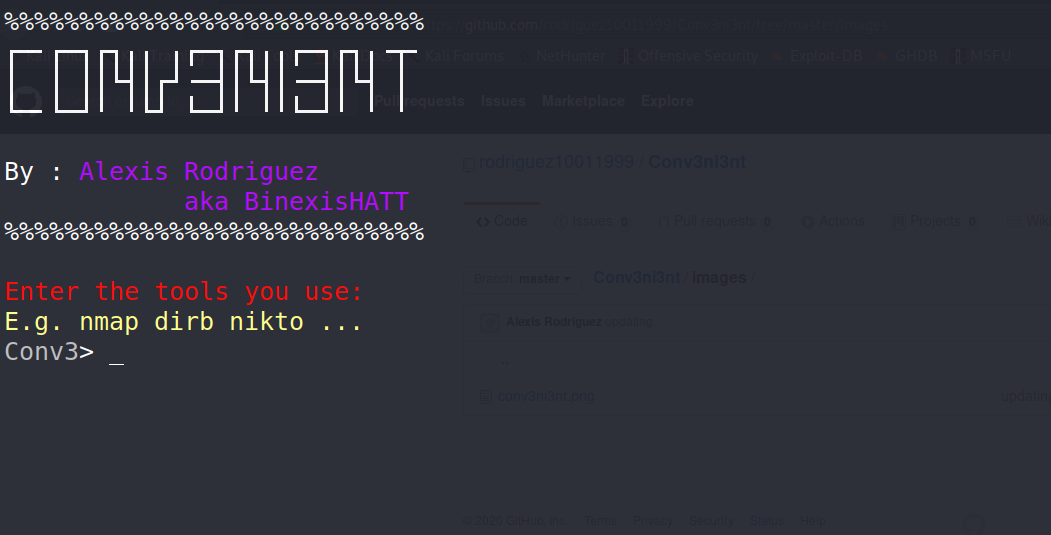 %%%%%%%%%%%%%%%%%%%%%%%%%%%%
github.com
Kali Forums NetHunter Offensive Security Exploit-DB GHDB MSFU
CONV3NI3NT
Pull requests Issues Marketplace Explore
By : Alexis Rodriguez
aka BinexisHATT
%%%%%%%%%%%%%%%%%%%%%%%%%%%%
rodriguez10011999 / Conv3ni3nt
Code Issues 0 Pull requests 0 Actions Projects 0 Wiki
Branch: master
Conv3ni3nt / images /
Enter the tools you use:
E.g. nmap dirb nikto ...
Conv3> _
Alexis Rodriguez updating
..
conv3ni3nt.png updating
© 2020 GitHub, Inc. Terms Privacy Security Status Help